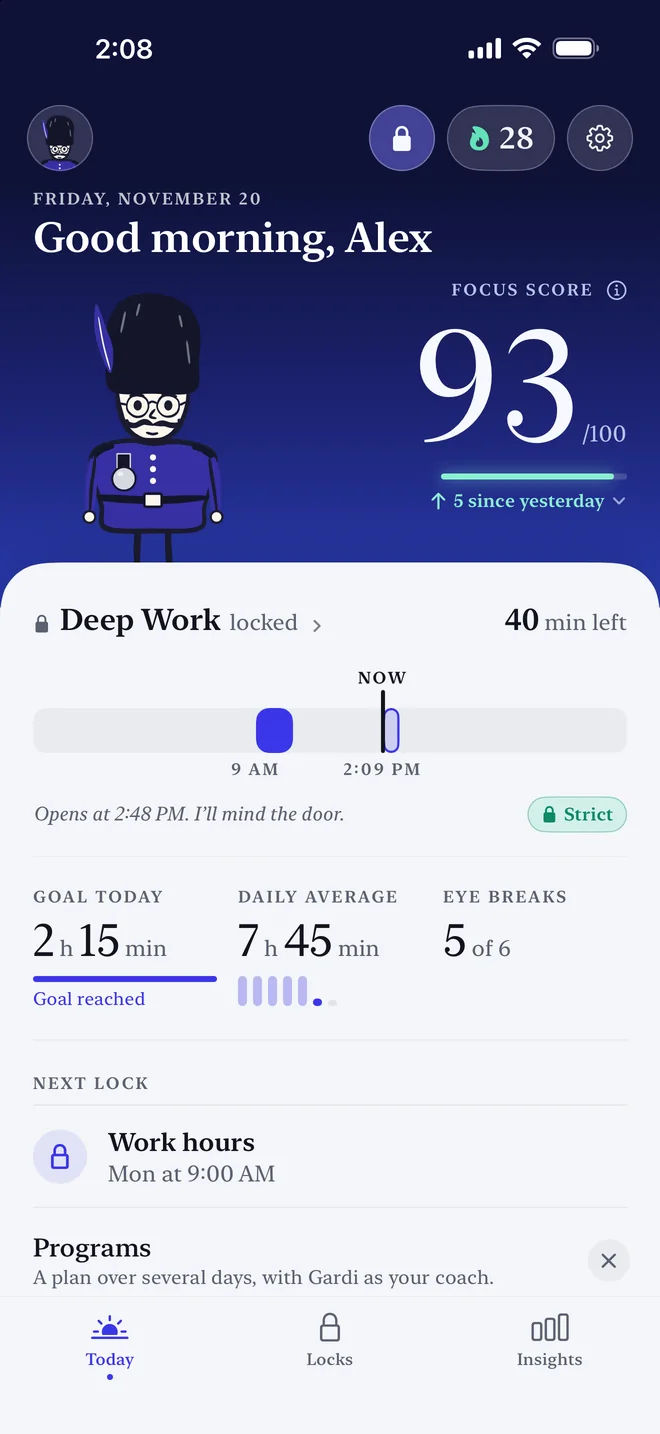 2:08
28
FRIDAY, NOVEMBER 20
Good morning, Alex
FOCUS SCORE
93 /100
↑ 5 since yesterday
Deep Work locked
40 min left
NOW
9 AM
2:09 PM
Opens at 2:48 PM. I’ll mind the door.
Strict
GOAL TODAY
2 h 15 min
Goal reached
DAILY AVERAGE
7 h 45 min
EYE BREAKS
5 of 6
NEXT LOCK
Work hours
Mon at 9:00 AM
Programs
A plan over several days, with Gardi as your coach.
Today
Locks
Insights